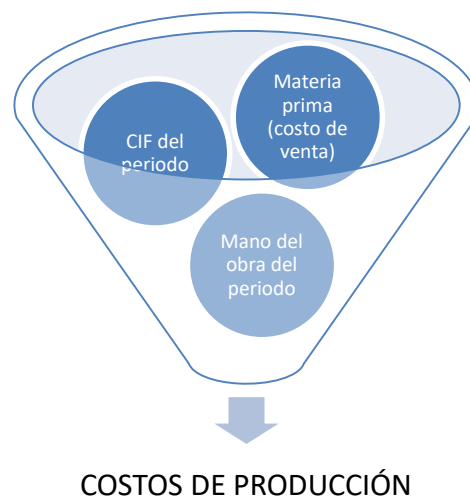 Materia
prima
(costo de
venta)
CIF del
periodo
Mano del
obra del
periodo
COSTOS DE PRODUCCIÓN